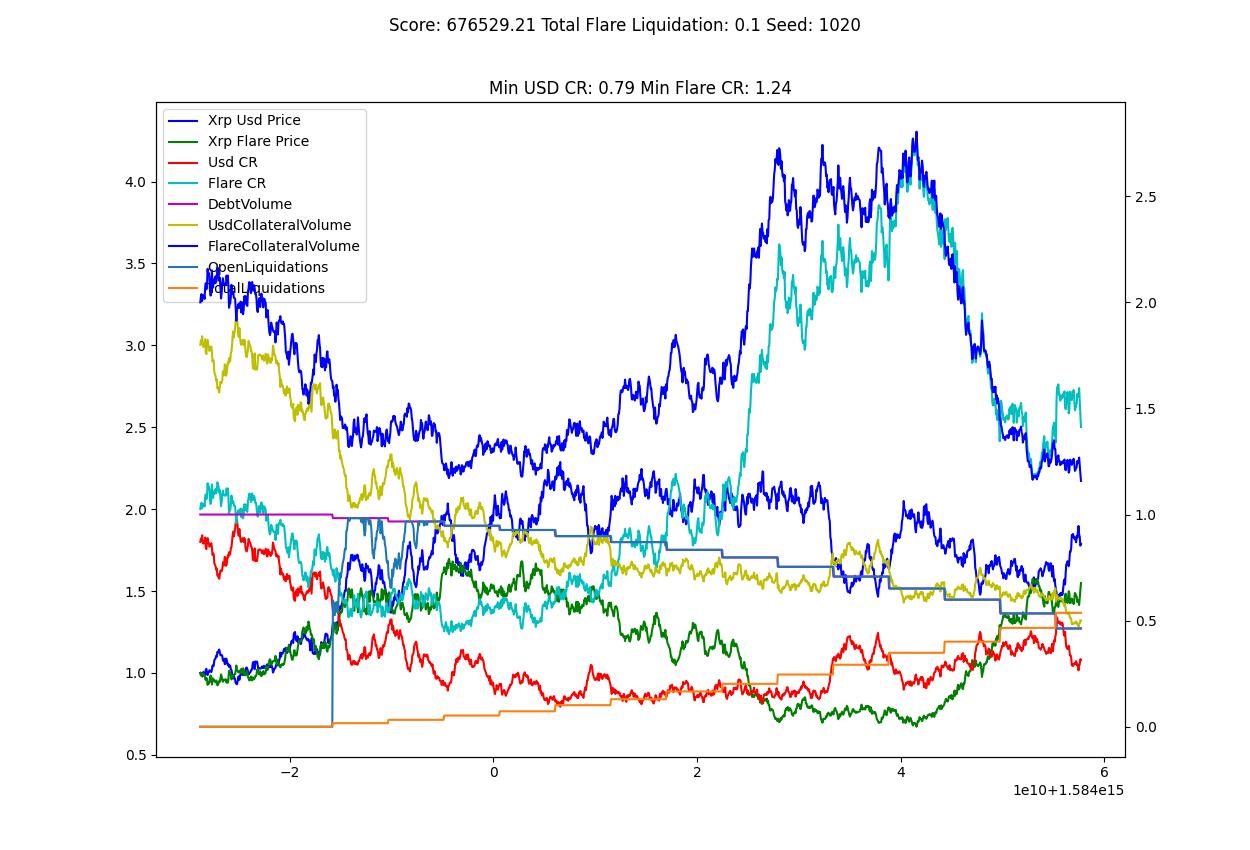 Score: 676529.21 Total Flare Liquidation: 0.1 Seed: 1020
Min USD CR: 0.79 Min Flare CR: 1.24
Xrp Usd Price
Xrp Flare Price
Usd CR
Flare CR
DebtVolume
UsdCollateralVolume
FlareCollateralVolume
OpenLiquidations
TotalLiquidations
4.0
3.5
3.0
2.5
2.0
1.5
1.0
0.5
2.5
2.0
1.5
1.0
0.5
0.0
−2
0
2
4
6
1e10+1.584e15